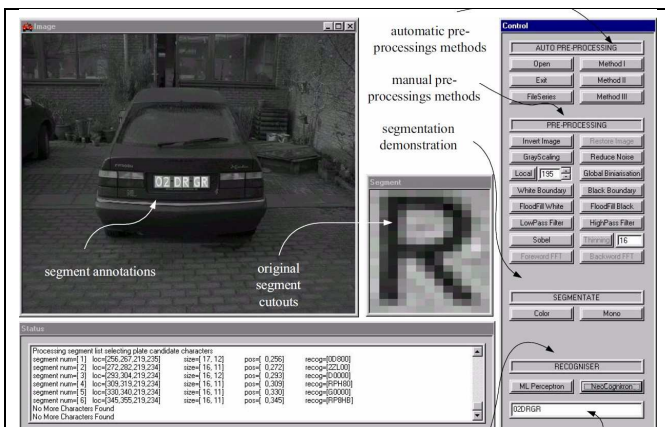 Image
automatic pre-
processings methods
manual pre-
processings methods
segmentation
demonstration
02-DR-GR
segment annotations
original
segment
cutouts
Segment
R
Control
AUTO PRE-PROCESSING
Open Method I
Exit Method II
FileSeries Method III
PRE-PROCESSING
Invert Image Restore Image
GrayScaling Reduce Noise
Local 195 Global Biniarisation
White Boundary Black Boundary
FloodFill White FloodFill Black
LowPass Filter HighPass Filter
Sobel Thinning 16
Foreword FFT Backword FFT
SEGMENTATE
Color Mono
RECOGNISER
ML Perception NeoCognitron
02DRGR
Status
Processing segment list selecting plate candidate characters
segment num=[ 1] loc=[256,267,219,235] size=[ 17, 12] pos=[ 0,256] recog=[0D800]
segment num=[ 2] loc=[272,282,219,234] size=[ 16, 11] pos=[ 0,272] recog=[2ZL00]
segment num=[ 3] loc=[293,304,219,234] size=[ 16, 12] pos=[ 0,293] recog=[D0000]
segment num=[ 4] loc=[309,319,219,234] size=[ 16, 11] pos=[ 0,309] recog=[RPH80]
segment num=[ 5] loc=[330,340,219,234] size=[ 16, 11] pos=[ 0,330] recog=[G0000]
segment num=[ 6] loc=[345,355,219,234] size=[ 16, 11] pos=[ 0,345] recog=[RP8HB]
No More Characters Found
No More Characters Found